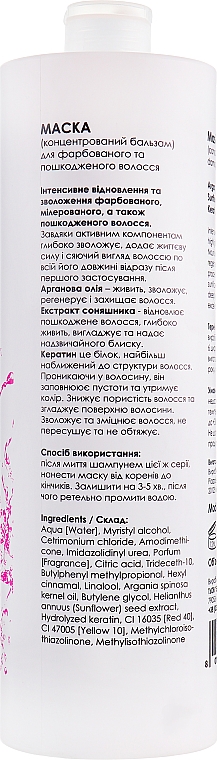 МАСКА
(концентрований бальзам)
для фарбованого та
пошкодженого волосся
Інтенсивне відновлення та
зволоження фарбованого,
мілерованого, а також
пошкодженого волосся.
Завдяки активним компонентам
глибоко зволожує, додає життєву
силу і сяючий вигляд волоссю по
всій його довжині відразу після
першого застосування.
Арганова олія – живить, зволожує,
регенерує і захищає волосся.
Екстракт соняшника - відновлює
пошкоджене волосся, глибоко
живить, вигладжує та надає
надзвичайного блиску.
Кератин це білок, найбільш
наближений до структури волосся.
Проникаючи у волосину, він
заповнює пустоти та утримує
колір. Знижує пористість волосся та
згладжує поверхню волосини.
Зволожує та зміцнює волосся, не
пересушує та не обтяжує.
Спосіб використання:
після миття шампунем цієї ж серії,
нанести маску від коренів до
кінчиків. Залишити на 3-5 хв., після
чого ретельно промити водою.
Ingredients / Склад:
Aqua [Water], Myristyl alcohol,
Cetrimonium chloride, Amodimethi-
cone, Imidazolidinyl urea, Parfum
[Fragrance], Citric acid, Trideceth-10,
Butylphenyl methylpropional, Hexyl
cinnamal, Linalool, Argania spinosa
kernel oil, Butylene glycol, Helianthus
annuus (Sunflower) seed extract,
Hydrolyzed keratin, CI 16035 (Red 40),
CI 47005 (Yellow 10), Methylchloroiso-
thiazolinone, Methylisothiazolinone